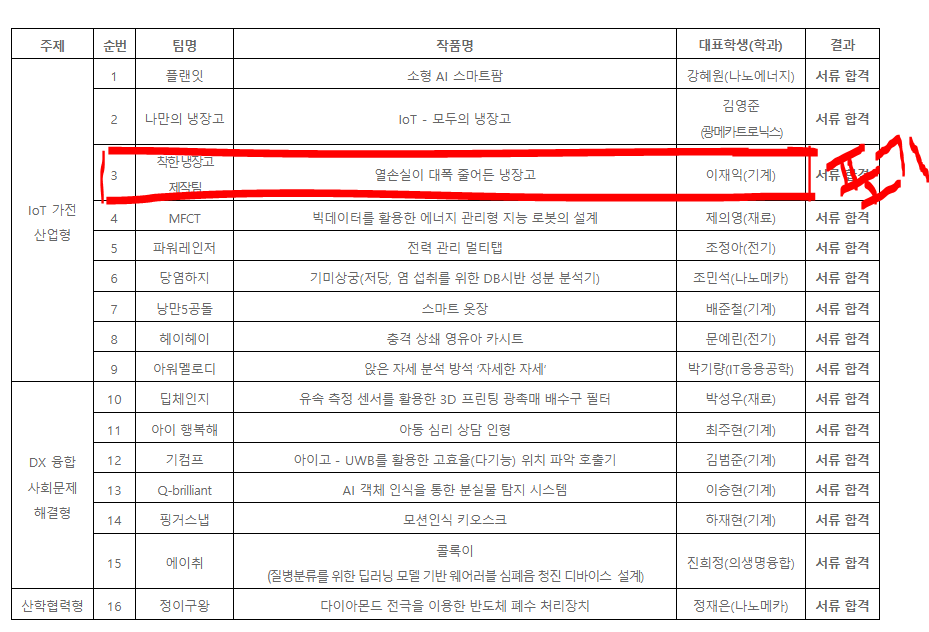 주제 순번 팀명 작품명 대표학생(학과) 결과
IoT 가전
산업형
1 플랜잇 소형 AI 스마트팜 강혜원(나노에너지) 서류 합격
2 나만의 냉장고 IoT - 모두의 냉장고 김영준
(광메카트로닉스) 서류 합격
3 착한 냉장고
제작팀 열손실이 대폭 줄어든 냉장고 이재익(기계) 서류 합격
포기
4 MFCT 빅데이터를 활용한 에너지 관리형 지능 로봇의 설계 제의영(재료) 서류 합격
5 파워레인저 전력 관리 멀티탭 조정아(전기) 서류 합격
6 당염하지 기미상궁(저당, 염 섭취를 위한 DB시반 성분 분석기) 조민석(나노메카) 서류 합격
7 낭만5공돌 스마트 옷장 배준철(기계) 서류 합격
8 헤이헤이 충격 상쇄 영유아 카시트 문예린(전기) 서류 합격
9 아워멜로디 앉은 자세 분석 방석 ‘자세한 자세’ 박기량(IT응용공학) 서류 합격
DX 융합
사회문제
해결형
10 딥체인지 유속 측정 센서를 활용한 3D 프린팅 광촉매 배수구 필터 박성우(재료) 서류 합격
11 아이 행복해 아동 심리 상담 인형 최주현(기계) 서류 합격
12 기컴프 아이고 - UWB를 활용한 고효율(다기능) 위치 파악 호출기 김범준(기계) 서류 합격
13 Q-brilliant AI 객체 인식을 통한 분실물 탐지 시스템 이승현(기계) 서류 합격
14 핑거스냅 모션인식 키오스크 하재현(기계) 서류 합격
15 에이취 콜록이
(질병분류를 위한 딥러닝 모델 기반 웨어러블 심폐음 청진 디바이스 설계) 진희정(의생명융합) 서류 합격
산학협력형 16 정이구왕 다이아몬드 전극을 이용한 반도체 폐수 처리장치 정재은(나노메카) 서류 합격